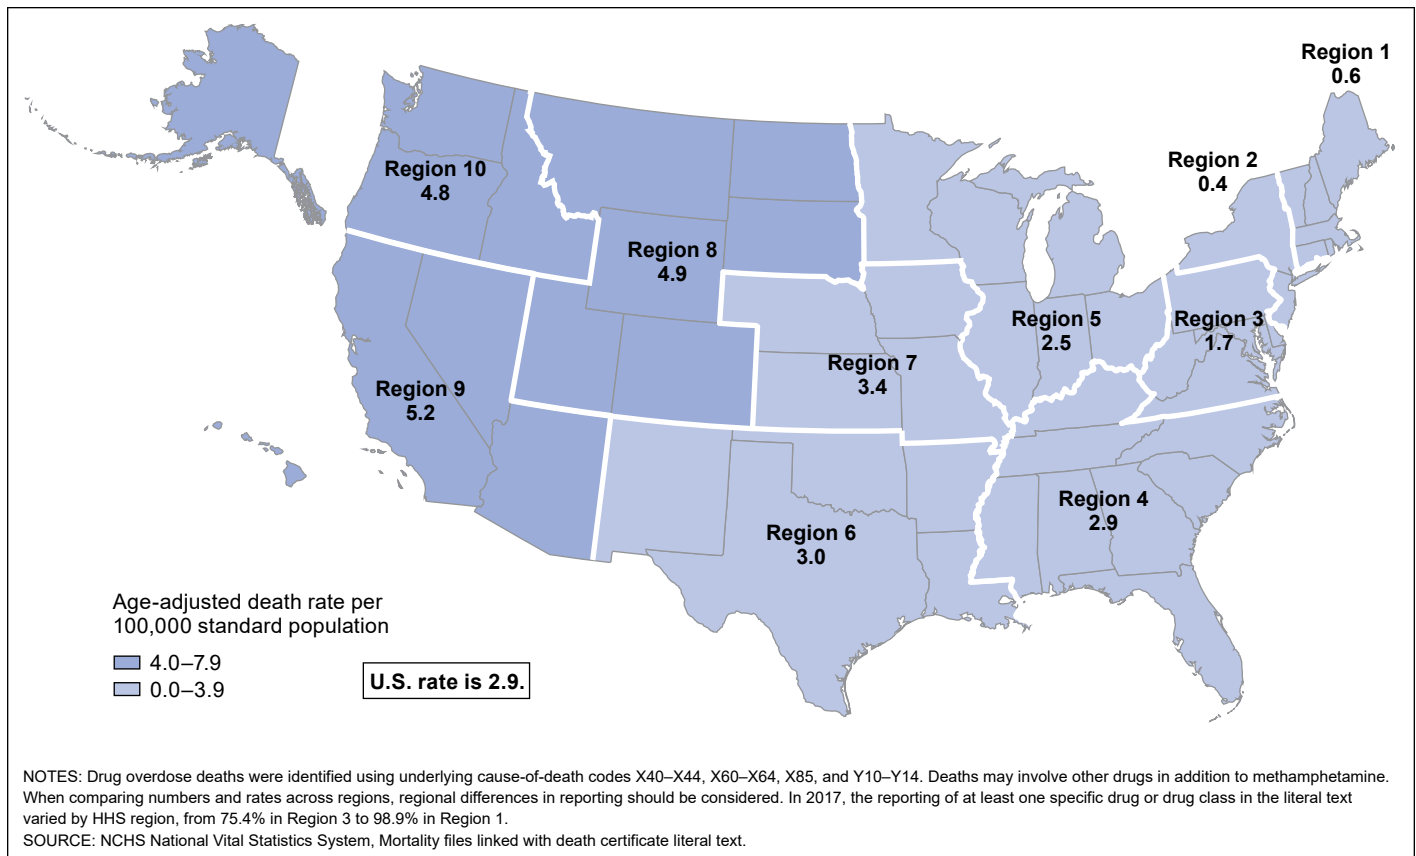 Region 1
0.6
Region 2
0.4
Region 10
4.8
Region 8
4.9
Region 5
2.5
Region 3
1.7
Region 7
3.4
Region 9
5.2
Region 4
2.9
Region 6
3.0
Age-adjusted death rate per
100,000 standard population
4.0–7.9
0.0–3.9
U.S. rate is 2.9.
NOTES: Drug overdose deaths were identified using underlying cause-of-death codes X40–X44, X60–X64, X85, and Y10–Y14. Deaths may involve other drugs in addition to methamphetamine.
When comparing numbers and rates across regions, regional differences in reporting should be considered. In 2017, the reporting of at least one specific drug or drug class in the literal text
varied by HHS region, from 75.4% in Region 3 to 98.9% in Region 1.
SOURCE: NCHS National Vital Statistics System, Mortality files linked with death certificate literal text.